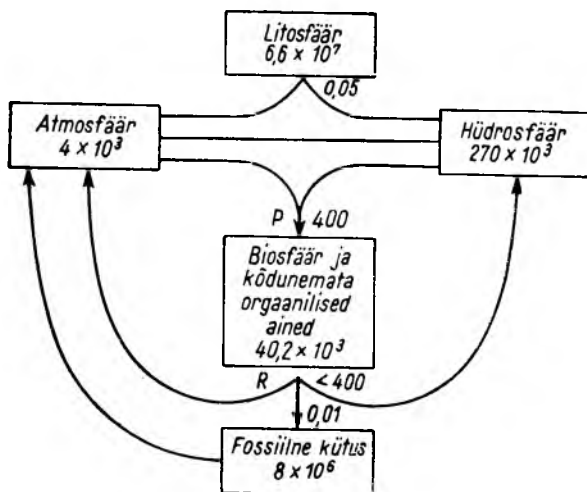 Litosfäär
6,6 × 10⁷
0,05
Atmosfäär
4 × 10³
Hüdrosfäär
270 × 10³
P 400
Biosfäär ja
kõdunemata
orgaanilised
ained
40,2 × 10³
R <400
0,01
Fossiilne kütus
8 × 10⁶